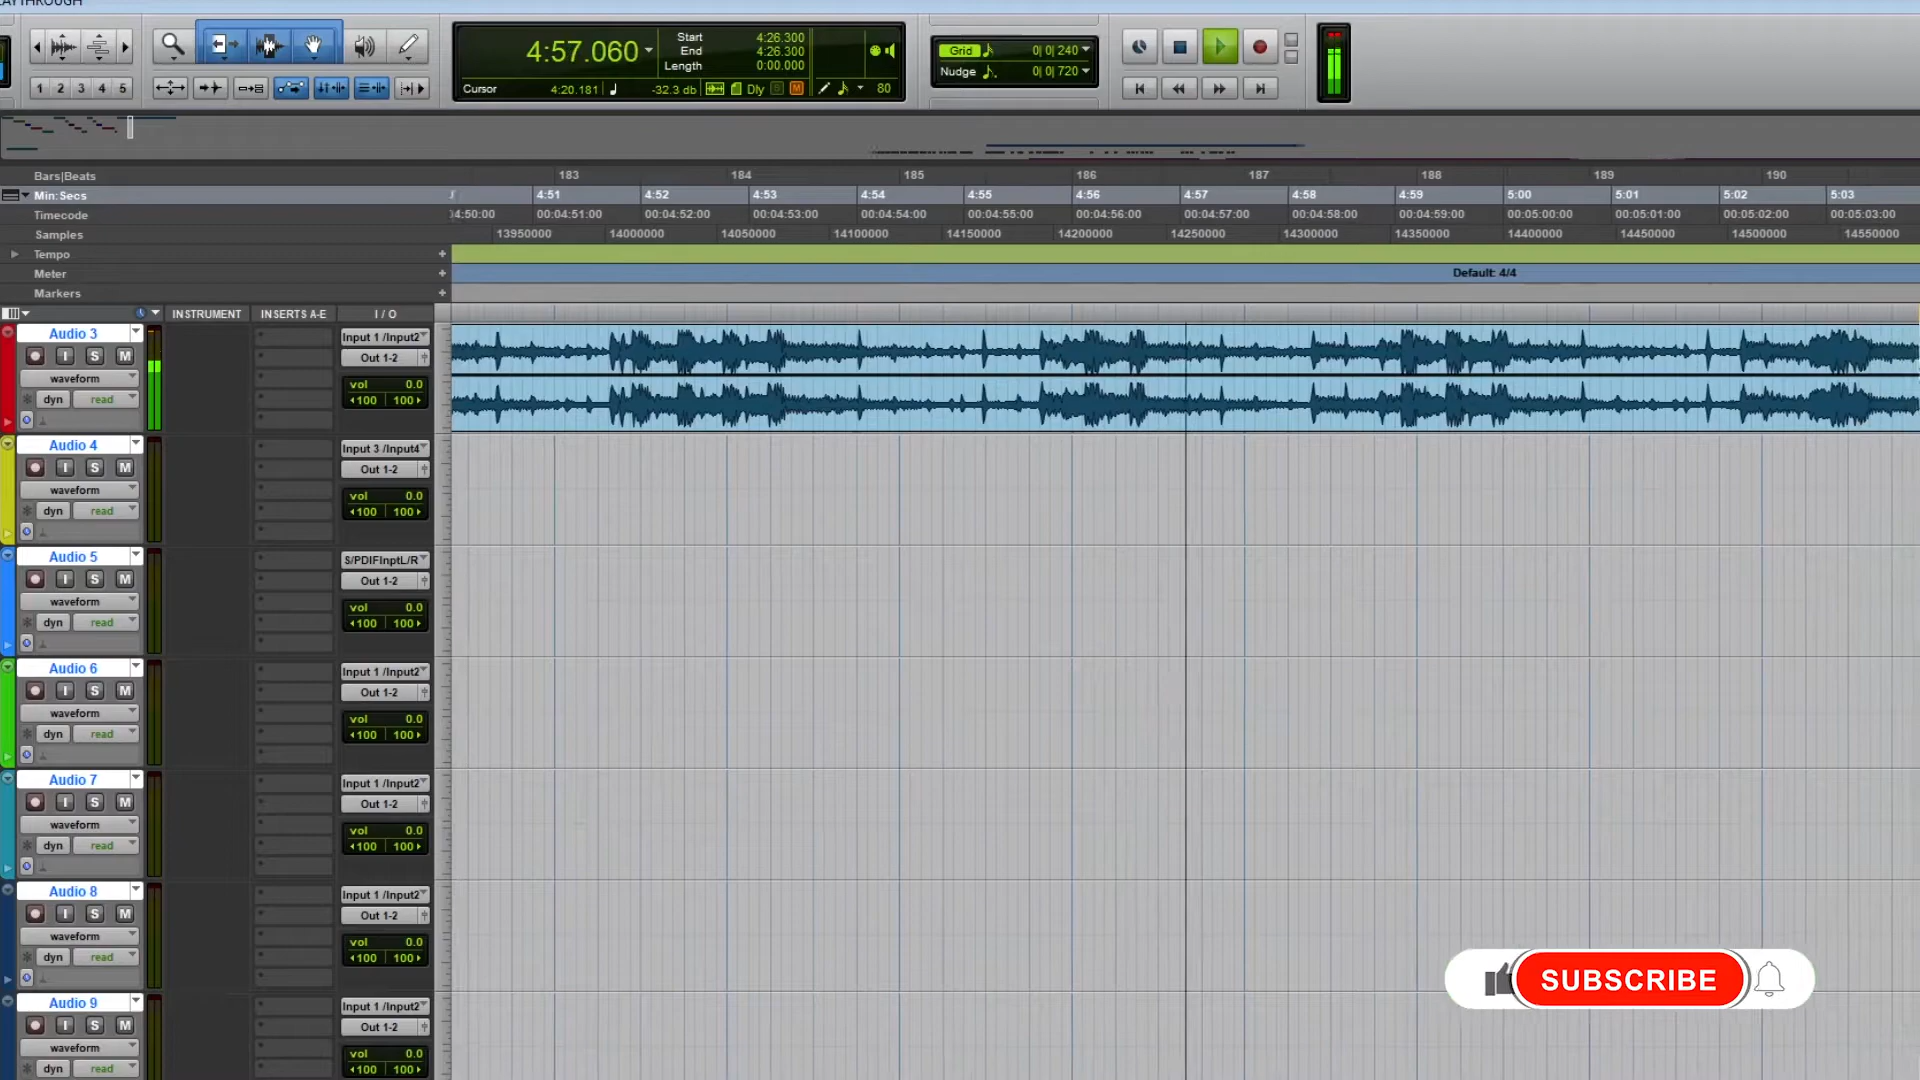 LAYTHROUGH
1 2 3 4 5
4:57.060
Start 4:26.300
End 4:26.300
Length 0:00.000
Cursor 4:20.181 -32.3 db Dly S M 80
Grid 0| 0| 240
Nudge 0| 0| 720
Bars|Beats 183 184 185 186 187 188 189 190
Min:Secs 4:51 4:52 4:53 4:54 4:55 4:56 4:57 4:58 4:59 5:00 5:01 5:02 5:03
Timecode 4:50:00 00:04:51:00 00:04:52:00 00:04:53:00 00:04:54:00 00:04:55:00 00:04:56:00 00:04:57:00 00:04:58:00 00:04:59:00 00:05:00:00 00:05:01:00 00:05:02:00 00:05:03:00
Samples 13950000 14000000 14050000 14100000 14150000 14200000 14250000 14300000 14350000 14400000 14450000 14500000 14550000
Tempo
Meter Default: 4/4
Markers
INSTRUMENT INSERTS A-E I / O
Audio 3 Input 1 /Input2
I S M Out 1-2
waveform vol 0.0
dyn read 100 100
Audio 4 Input 3 /Input4
I S M Out 1-2
waveform vol 0.0
dyn read 100 100
Audio 5 S/PDIFInptL/R
I S M Out 1-2
waveform vol 0.0
dyn read 100 100
Audio 6 Input 1 /Input2
I S M Out 1-2
waveform vol 0.0
dyn read 100 100
Audio 7 Input 1 /Input2
I S M Out 1-2
waveform vol 0.0
dyn read 100 100
Audio 8 Input 1 /Input2
I S M Out 1-2
waveform vol 0.0
dyn read 100 100
SUBSCRIBE
Audio 9 Input 1 /Input2
I S M Out 1-2
waveform vol 0.0
dyn read 100 100